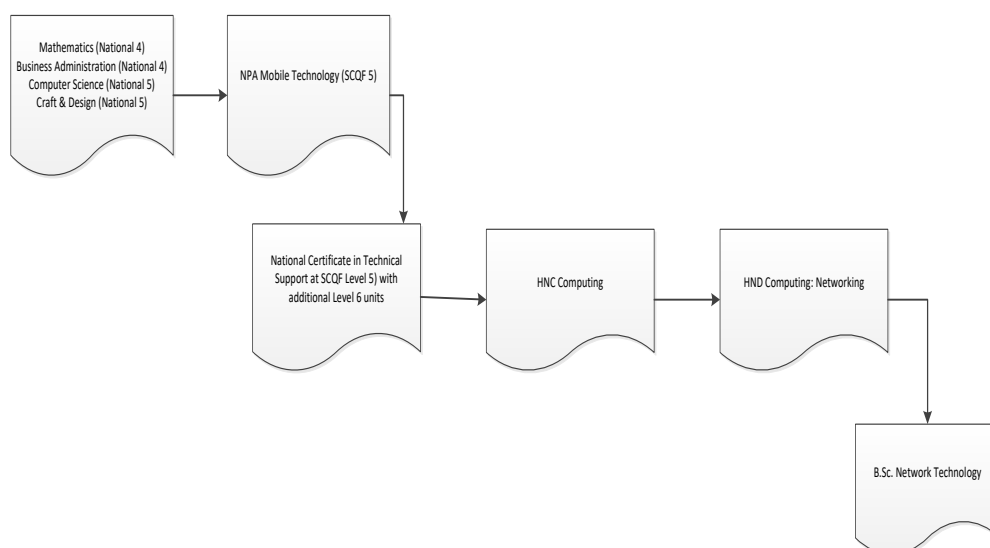 Mathematics (National 4)
Business Administration (National 4)
Computer Science (National 5)
Craft & Design (National 5)
NPA Mobile Technology (SCQF 5)
National Certificate in Technical
Support at SCQF Level 5) with
additional Level 6 units
HNC Computing
HND Computing: Networking
B.Sc. Network Technology